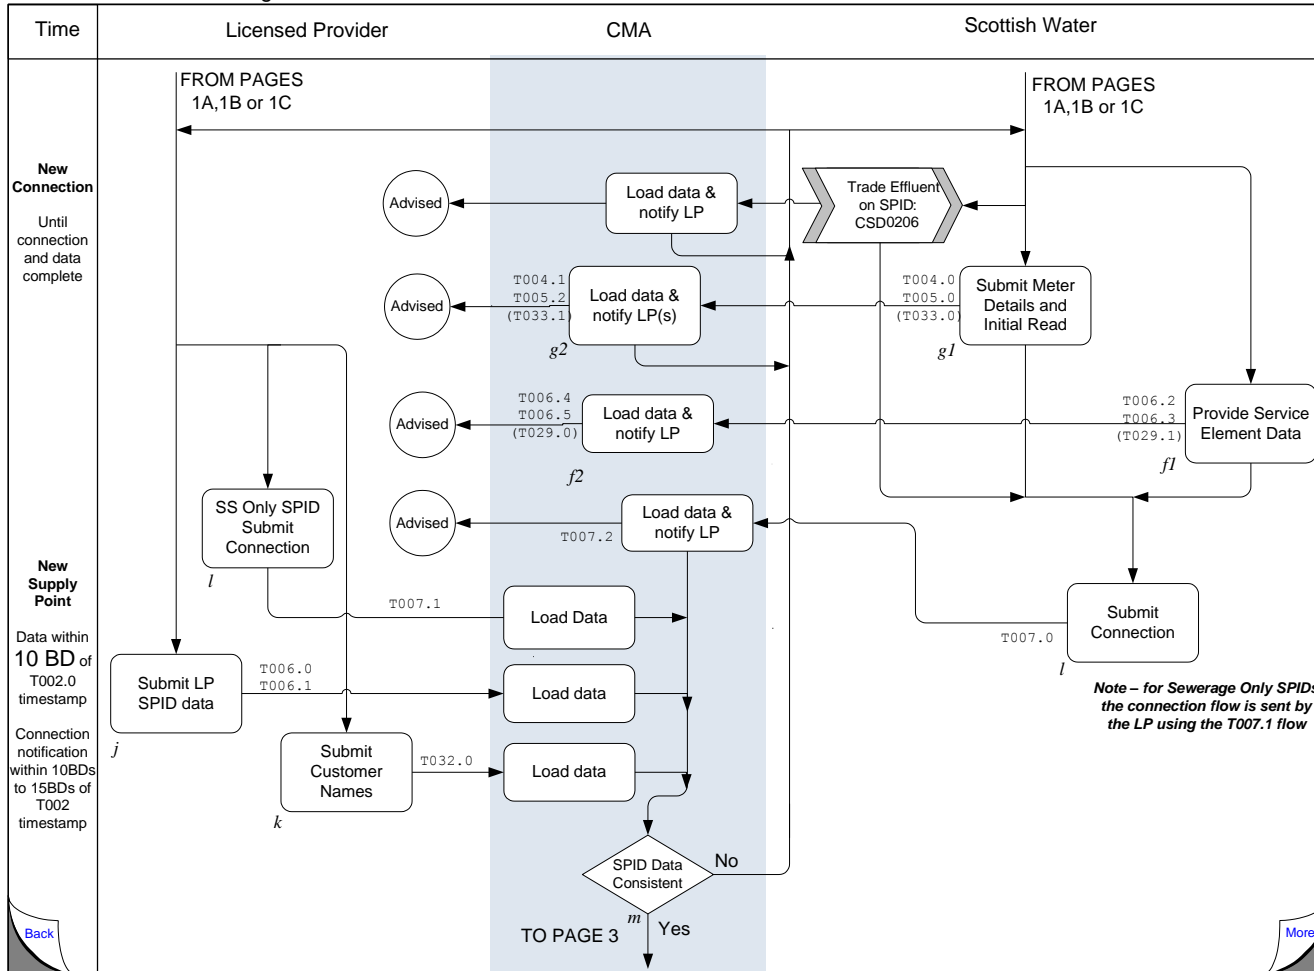 Time
Licensed Provider
CMA
Scottish Water
FROM PAGES
1A,1B or 1C
FROM PAGES
1A,1B or 1C
New
Connection
Until
connection
and data
complete
Advised
Load data &
notify LP
Trade Effluent
on SPID:
CSD0206
Advised
T004.1
T005.2
(T033.1)
Load data &
notify LP(s)
g2
T004.0
T005.0
(T033.0)
Submit Meter
Details and
Initial Read
g1
Advised
T006.4
T006.5
(T029.0)
Load data &
notify LP
f2
T006.2
T006.3
(T029.1)
Provide Service
Element Data
f1
SS Only SPID
Submit
Connection
l
Advised
T007.2
Load data &
notify LP
New
Supply
Point
Data within
10 BD of
T002.0
timestamp
Connection
notification
within 10BDs
to 15BDs of
T002
timestamp
T007.1
Load Data
T007.0
Submit
Connection
l
Submit LP
SPID data
j
T006.0
T006.1
Load data
Note – for Sewerage Only SPIDs
the connection flow is sent by
the LP using the T007.1 flow
Submit
Customer
Names
k
T032.0
Load data
SPID Data
Consistent
No
m
Yes
TO PAGE 3
Back
More